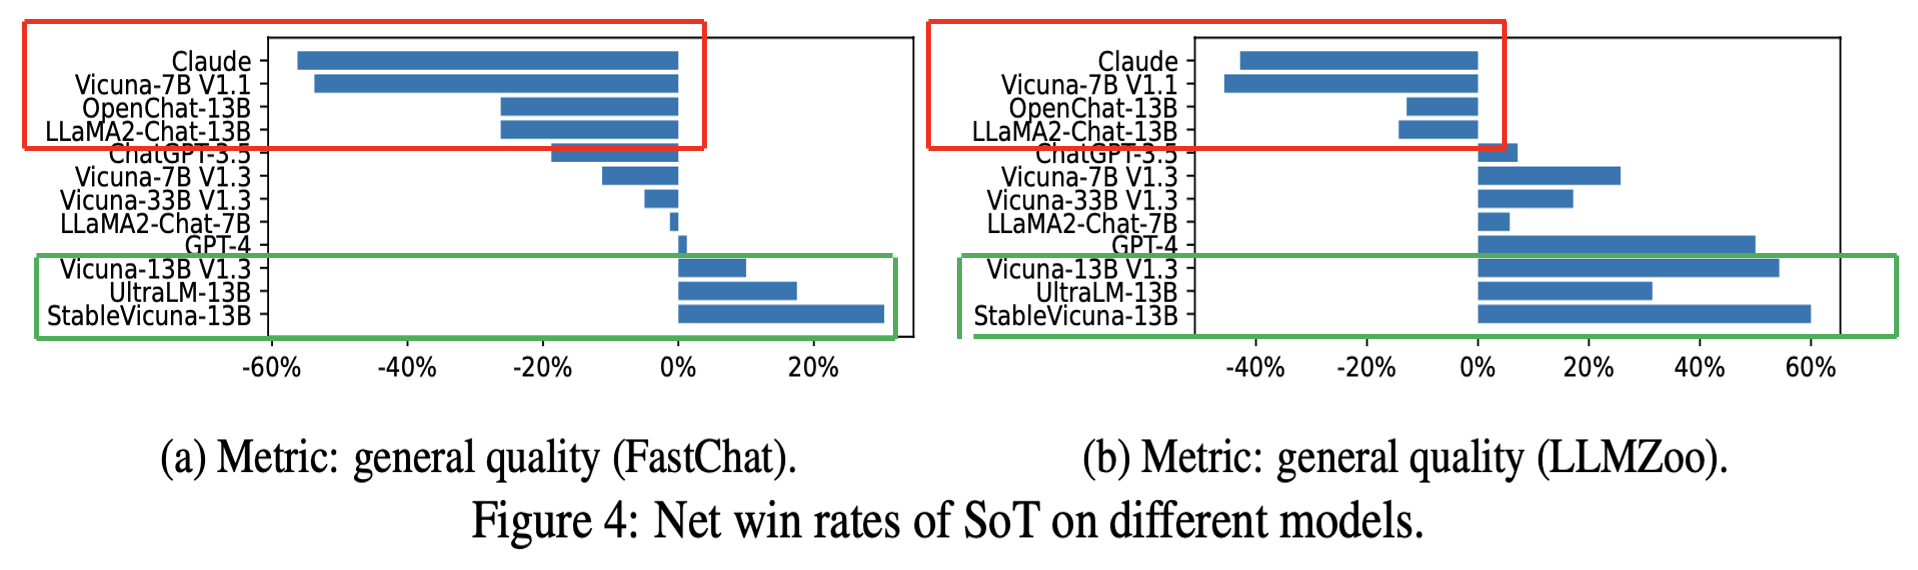 Claude
Vicuna-7B V1.1
OpenChat-13B
LLaMA2-Chat-13B
ChatGPT-3.5
Vicuna-7B V1.3
Vicuna-33B V1.3
LLaMA2-Chat-7B
GPT-4
Vicuna-13B V1.3
UltraLM-13B
StableVicuna-13B
-60% -40% -20% 0% 20%
(a) Metric: general quality (FastChat).
Claude
Vicuna-7B V1.1
OpenChat-13B
LLaMA2-Chat-13B
ChatGPT-3.5
Vicuna-7B V1.3
Vicuna-33B V1.3
LLaMA2-Chat-7B
GPT-4
Vicuna-13B V1.3
UltraLM-13B
StableVicuna-13B
-40% -20% 0% 20% 40% 60%
(b) Metric: general quality (LLMZoo).
Figure 4: Net win rates of SoT on different models.